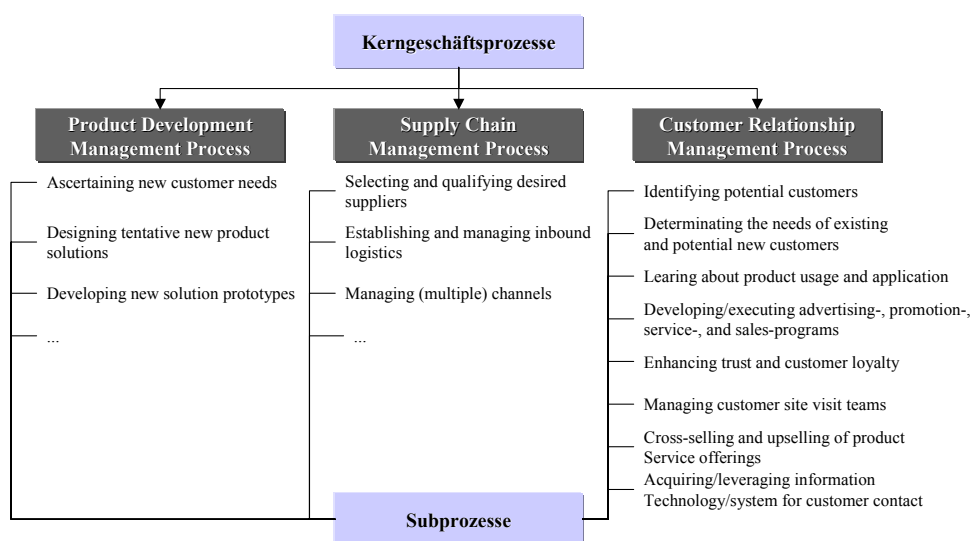 Kerngeschäftsprozesse
Product Development
Management Process
Ascertaining new customer needs
Designing tentative new product
solutions
Developing new solution prototypes
...
Supply Chain
Management Process
Selecting and qualifying desired
suppliers
Establishing and managing inbound
logistics
Managing (multiple) channels
...
Customer Relationship
Management Process
Identifying potential customers
Determinating the needs of existing
and potential new customers
Learing about product usage and application
Developing/executing advertising-, promotion-,
service-, and sales-programs
Enhancing trust and customer loyalty
Managing customer site visit teams
Cross-selling and upselling of product
Service offerings
Acquiring/leveraging information
Technology/system for customer contact
Subprozesse